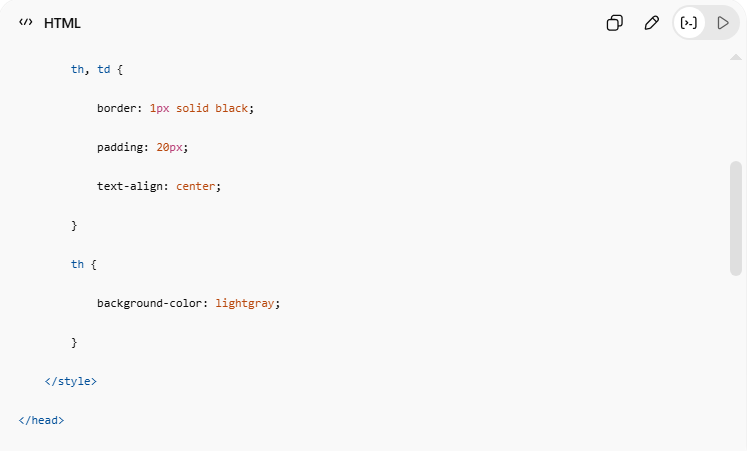 HTML
th, td {
border: 1px solid black;
padding: 20px;
text-align: center;
}
th {
background-color: lightgray;
}
</style>
</head>